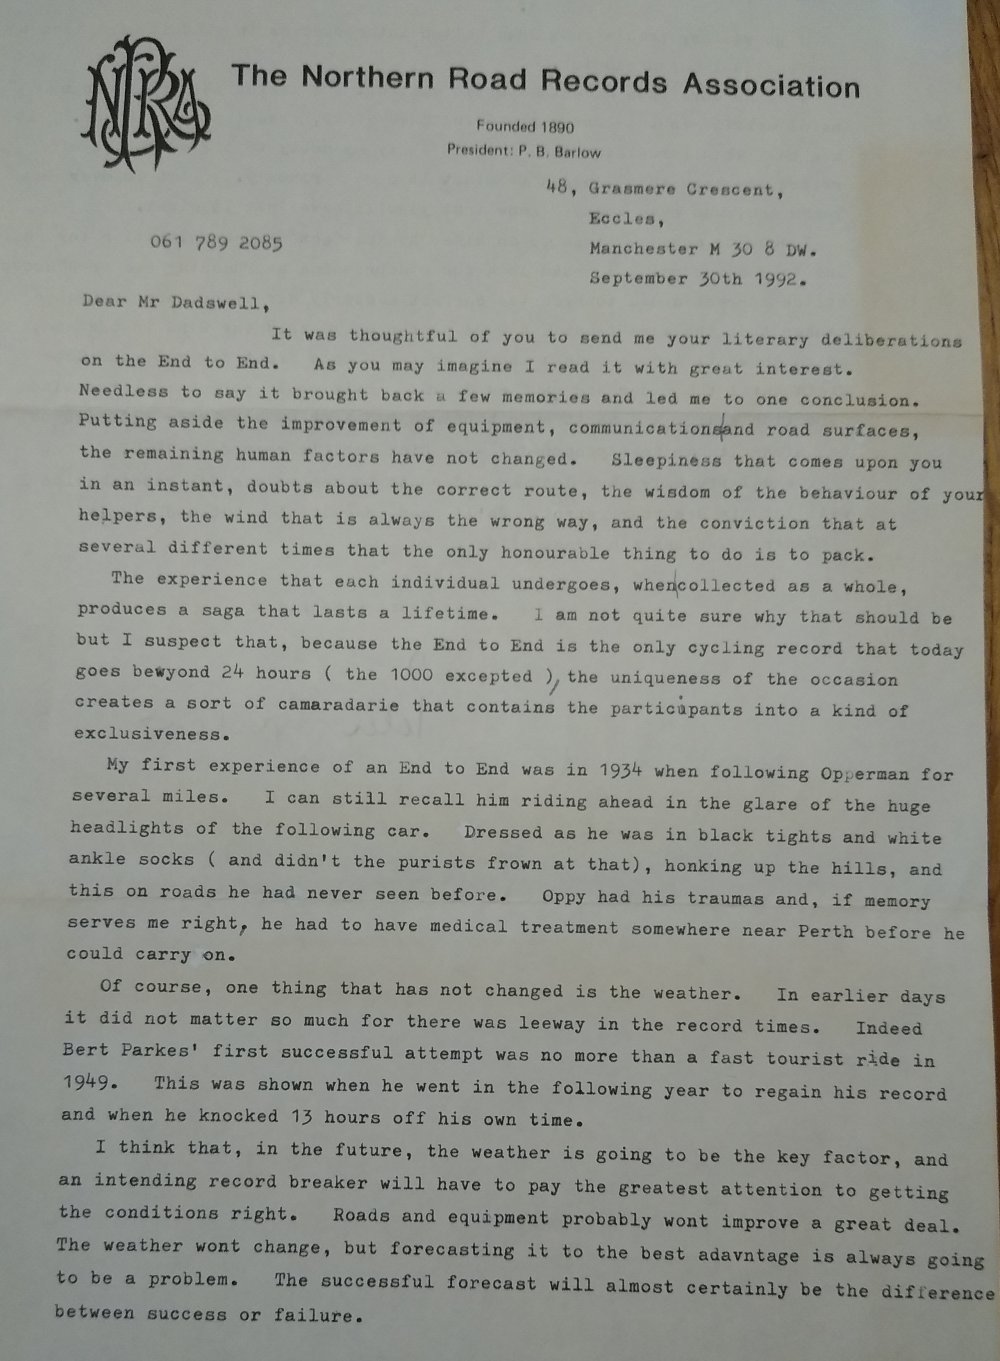 NRRA
The Northern Road Records Association
Founded 1890
President: P. B. Barlow
48, Grasmere Crescent,
Eccles,
061 789 2085
Manchester M 30 8 DW.
September 30th 1992.
Dear Mr Dadswell,
It was thoughtful of you to send me your literary deliberations
on the End to End. As you may imagine I read it with great interest.
Needless to say it brought back a few memories and led me to one conclusion.
Putting aside the improvement of equipment, communications/and road surfaces,
the remaining human factors have not changed. Sleepiness that comes upon you
in an instant, doubts about the correct route, the wisdom of the behaviour of your
helpers, the wind that is always the wrong way, and the conviction that at
several different times that the only honourable thing to do is to pack.
The experience that each individual undergoes, when|collected as a whole,
produces a saga that lasts a lifetime. I am not quite sure why that should be
but I suspect that, because the End to End is the only cycling record that today
goes bewyond 24 hours ( the 1000 excepted ), the uniqueness of the occasion
creates a sort of camaradarie that contains the participants into a kind of
exclusiveness.
My first experience of an End to End was in 1934 when following Opperman for
several miles. I can still recall him riding ahead in the glare of the huge
headlights of the following car. Dressed as he was in black tights and white
ankle socks ( and didn't the purists frown at that), honking up the hills, and
this on roads he had never seen before. Oppy had his traumas and, if memory
serves me right, he had to have medical treatment somewhere near Perth before he
could carry on.
Of course, one thing that has not changed is the weather. In earlier days
it did not matter so much for there was leeway in the record times. Indeed
Bert Parkes' first successful attempt was no more than a fast tourist ride in
1949. This was shown when he went in the following year to regain his record
and when he knocked 13 hours off his own time.
I think that, in the future, the weather is going to be the key factor, and
an intending record breaker will have to pay the greatest attention to getting
the conditions right. Roads and equipment probably wont improve a great deal.
The weather wont change, but forecasting it to the best adavntage is always going
to be a problem. The successful forecast will almost certainly be the difference
between success or failure.